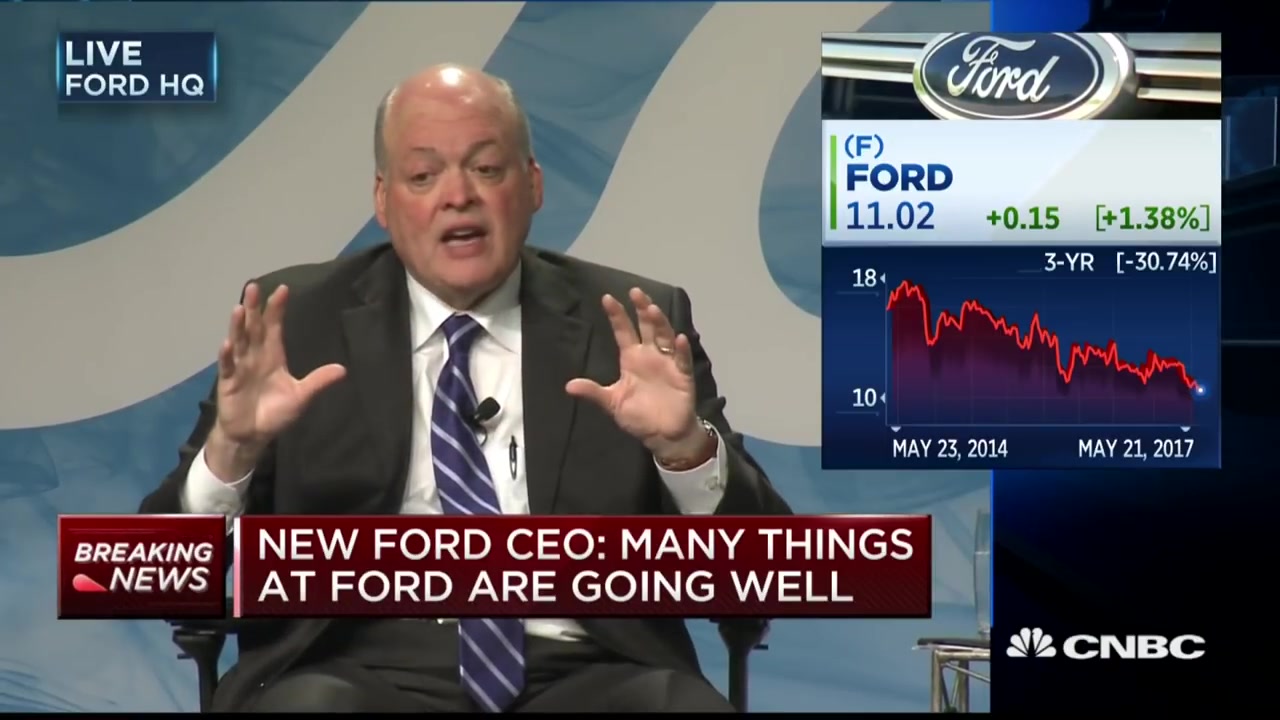 LIVE
FORD HQ
Ford
(F)
FORD
11.02 +0.15 [+1.38%]
3-YR [-30.74%]
18
10
MAY 23, 2014 MAY 21, 2017
BREAKING
NEWS
NEW FORD CEO: MANY THINGS
AT FORD ARE GOING WELL
CNBC